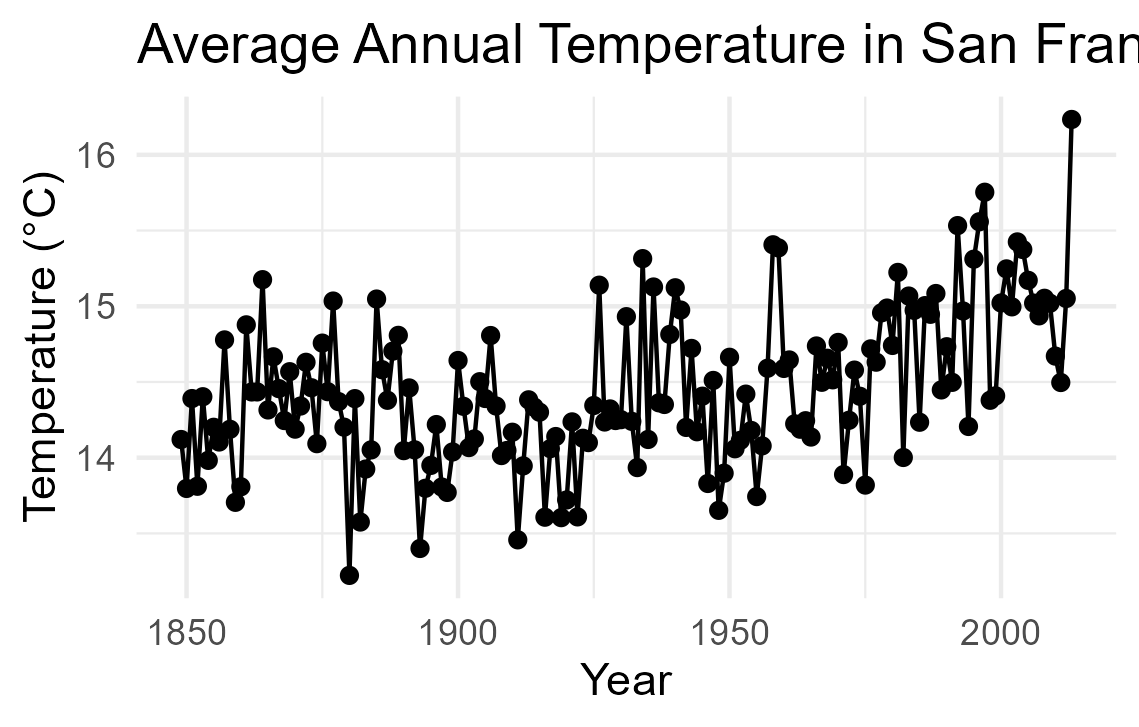 Average Annual Temperature in San Fran
Temperature (°C)
16
15
14
1850 1900 1950 2000
Year